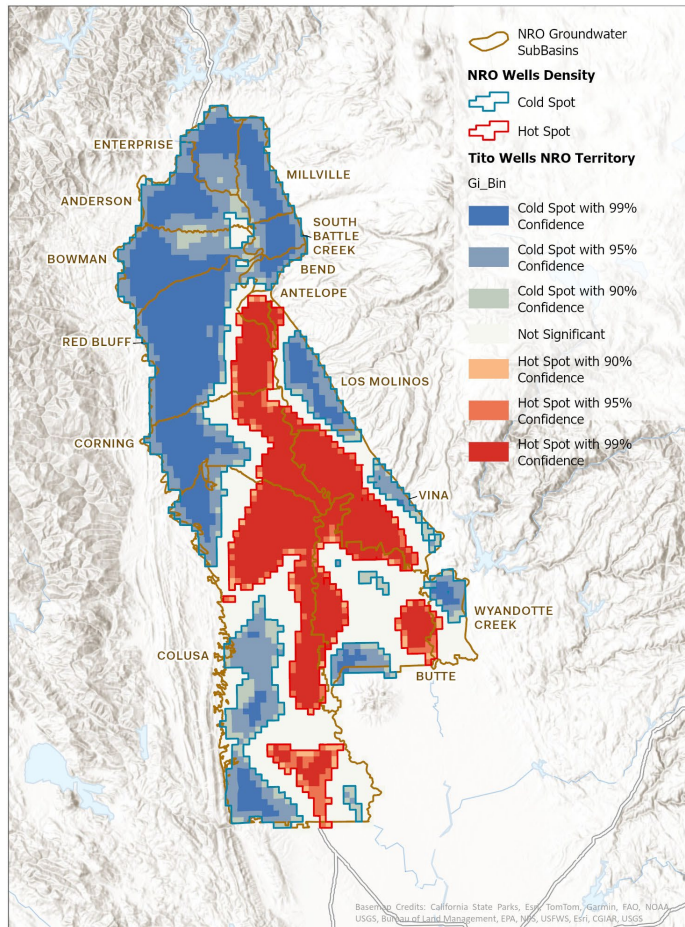 NRO Groundwater
SubBasins
NRO Wells Density
Cold Spot
Hot Spot
Tito Wells NRO Territory
Gi_Bin
Cold Spot with 99%
Confidence
Cold Spot with 95%
Confidence
Cold Spot with 90%
Confidence
Not Significant
Hot Spot with 90%
Confidence
Hot Spot with 95%
Confidence
Hot Spot with 99%
Confidence
ENTERPRISE
MILLVILLE
ANDERSON
SOUTH
BATTLE
CREEK
BOWMAN
BEND
ANTELOPE
RED BLUFF
LOS MOLINOS
CORNING
VINA
WYANDOTTE
CREEK
COLUSA
BUTTE
Basemap Credits: California State Parks, Esri, TomTom, Garmin, FAO, NOAA,
USGS, Bureau of Land Management, EPA, NPS, USFWS, Esri, CGIAR, USGS